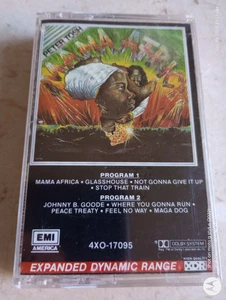 PETER TOSH
MAMA AFRICA
PROGRAM 1
MAMA AFRICA • GLASSHOUSE • NOT GONNA GIVE IT UP
• STOP THAT TRAIN
PROGRAM 2
JOHNNY B. GOODE • WHERE YOU GONNA RUN •
PEACE TREATY • FEEL NO WAY • MAGA DOG
EMI
AMERICA
4XO-17095
DOLBY SYSTEM
EXPANDED DYNAMIC RANGE
XDR